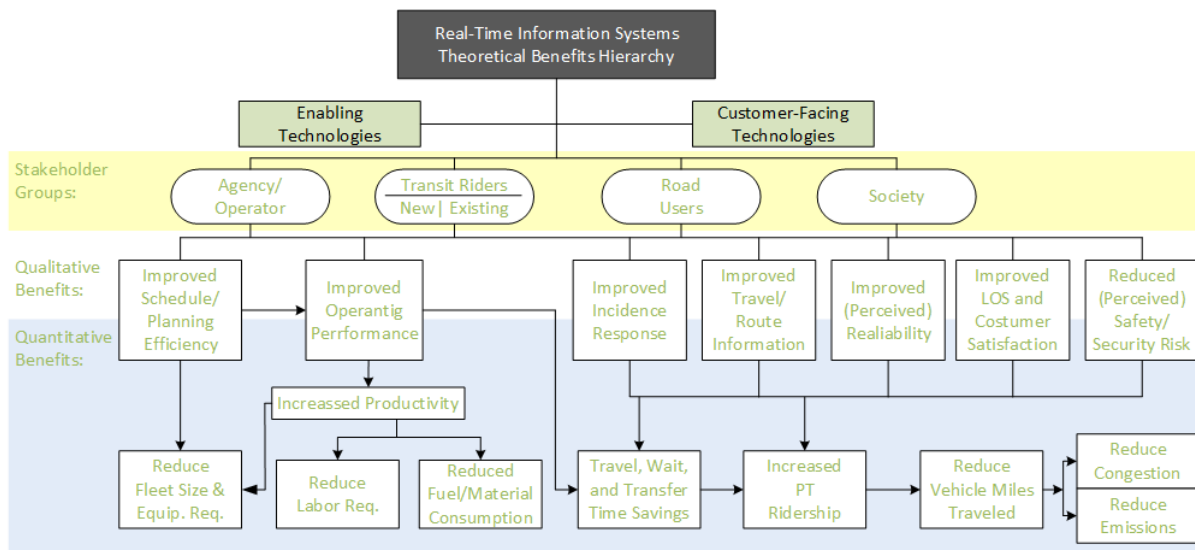 Real-Time Information Systems
Theoretical Benefits Hierarchy
Enabling
Technologies
Customer-Facing
Technologies
Stakeholder
Groups:
Agency/
Operator
Transit Riders
New| Existing
Road
Users
Society
Qualitative
Benefits:
Improved
Schedule/
Planning
Efficiency
Improved
Operantig
Perrformance
Improved
Incidence
Response
Improved
Travel/
Route
Information
Improved
(Perceived)
Realiability
Improved
LOS and
Costumer
Satisfaction
Reduced
(Perceived)
Safety/
Security Risk
Quantitative
Benefits:
Increassed Productivity
Reduce
Fleet Size &
Equip. Req.
Reduce
Labor Req.
Reduced
Fuel/Material
Consumption
Travel, Wait,
and Transfer
Time Savings
Increased
PT
Ridership
Reduce
Vehicle Miles
Traveled
Reduce
Congestion
Reduce
Emissions